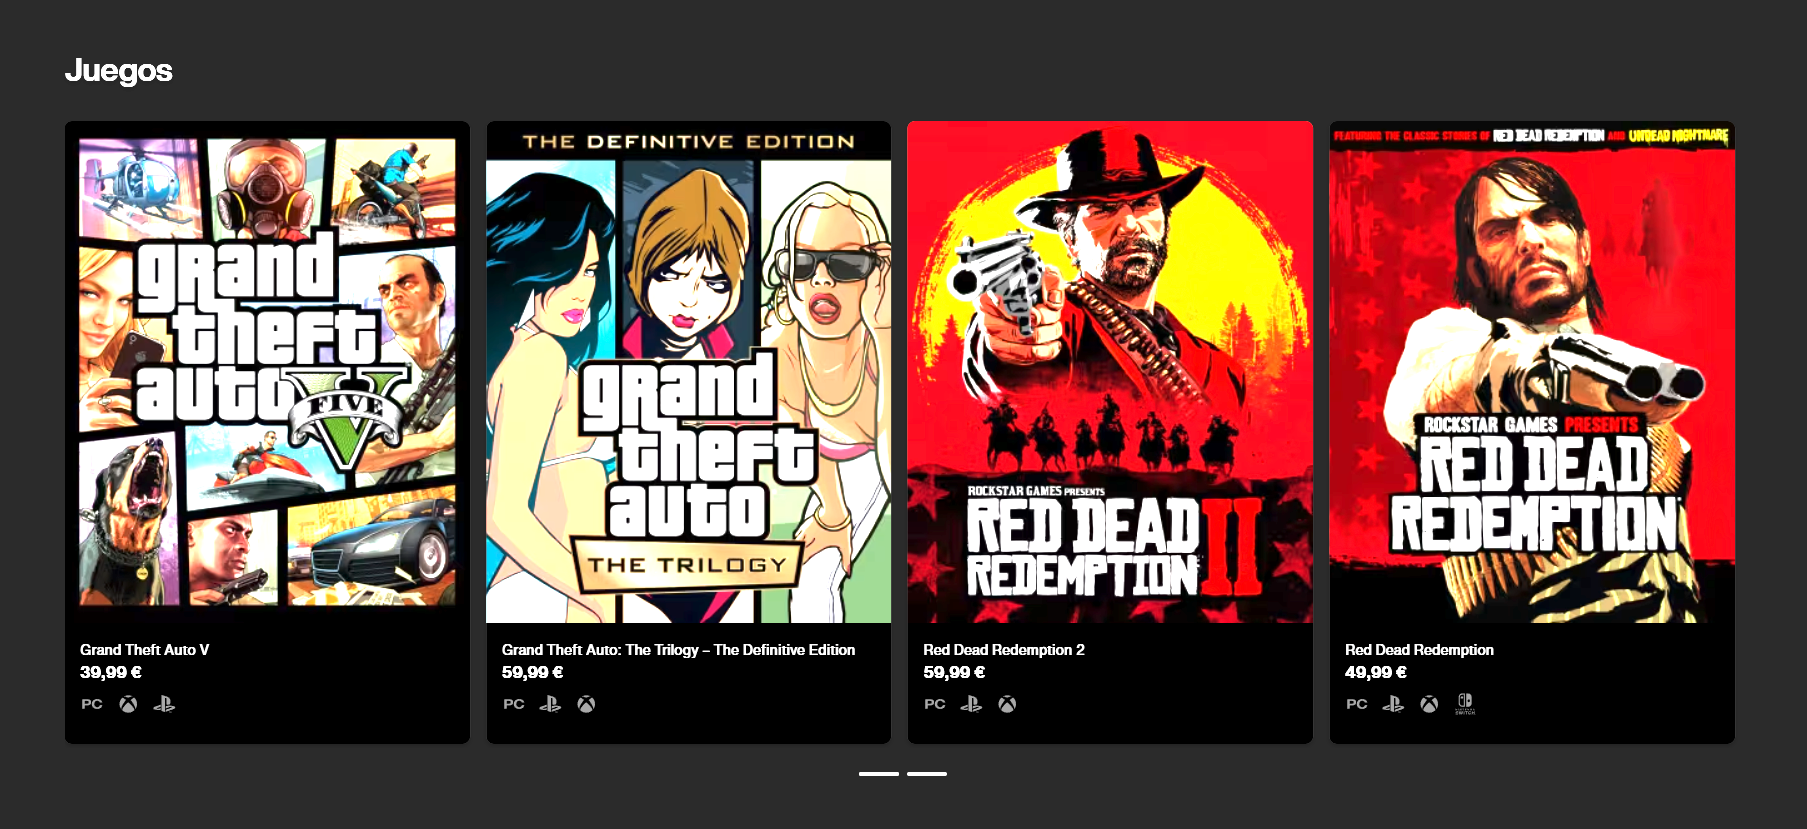 Juegos
grand
theft
auto
FIVE
Grand Theft Auto V
39,99 €
PC
THE DEFINITIVE EDITION
grand
theft
auto
THE TRILOGY
Grand Theft Auto: The Trilogy – The Definitive Edition
59,99 €
PC
ROCKSTAR GAMES PRESENTS
RED DEAD
REDEMPTION II
Red Dead Redemption 2
59,99 €
PC
FEATURING THE CLASSIC STORIES OF RED DEAD REDEMPTION AND UNDEAD NIGHTMARE
ROCKSTAR GAMES PRESENTS
RED DEAD
REDEMPTION
Red Dead Redemption
49,99 €
PC
SWITCH